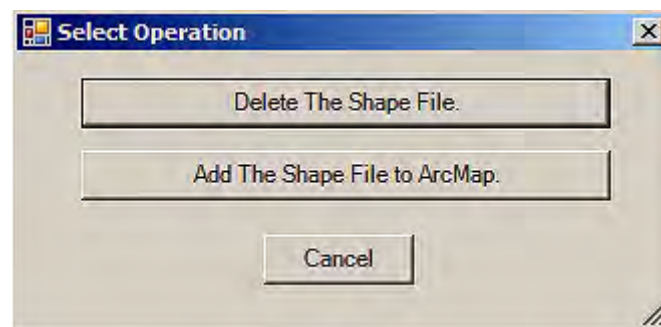 Select Operation
Delete The Shape File.
Add The Shape File to ArcMap.
Cancel